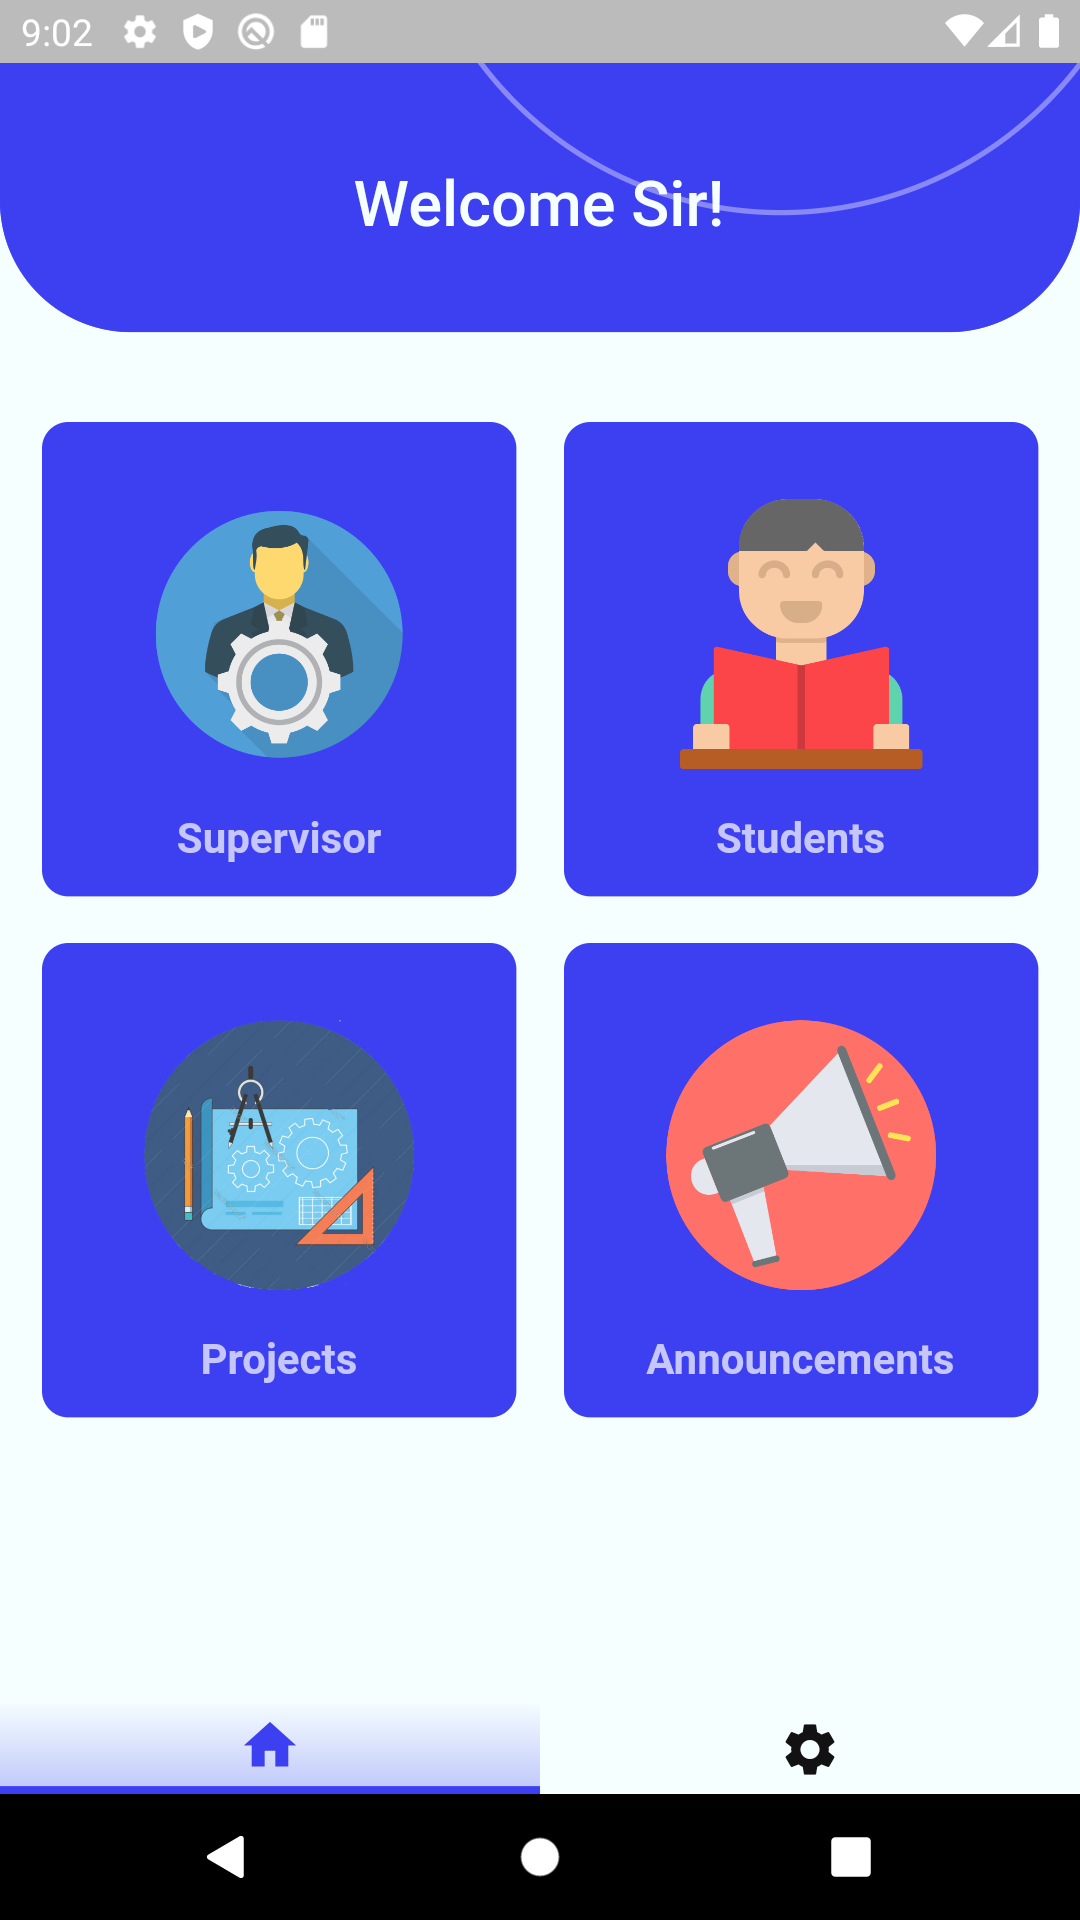 9:02
Welcome Sir!
Supervisor
Students
Projects
Announcements